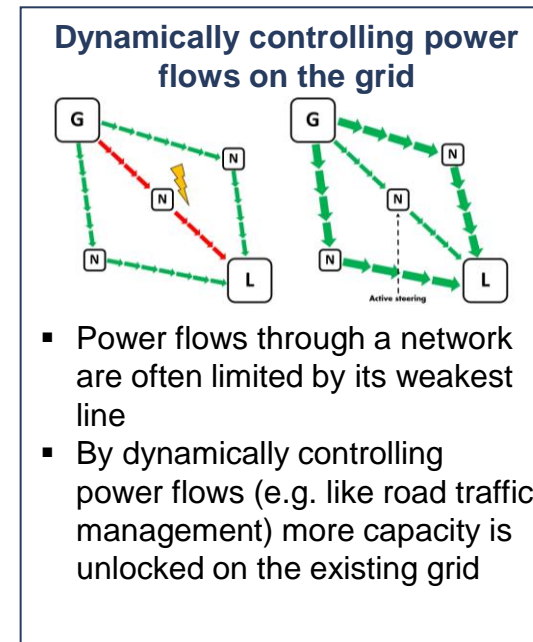 Dynamically controlling power
flows on the grid
G
G
N
N
N
N
N
N
L
L
Active steering
▪ Power flows through a network
are often limited by its weakest
line
▪ By dynamically controlling
power flows (e.g. like road traffic
management) more capacity is
unlocked on the existing grid